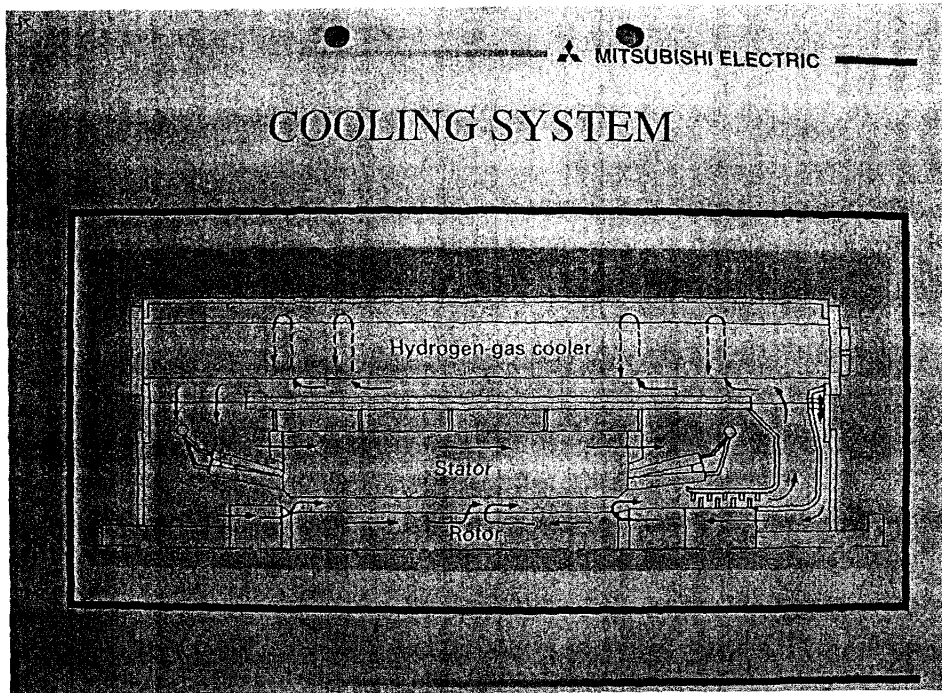 MITSUBISHI ELECTRIC
COOLING SYSTEM
Hydrogen-gas cooler
Stator
Rotor